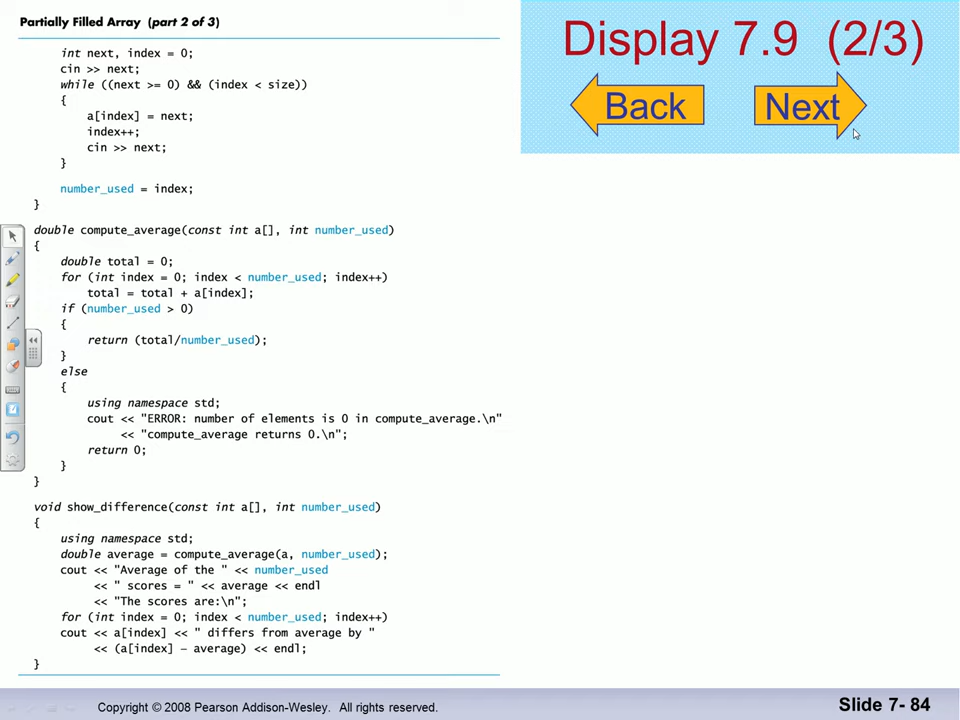 Partially Filled Array (part 2 of 3)
int next, index = 0;
cin >> next;
while ((next >= 0) && (index < size))
{
a[index] = next;
index++;
cin >> next;
}
number_used = index;
}
double compute_average(const int a[], int number_used)
{
double total = 0;
for (int index = 0; index < number_used; index++)
total = total + a[index];
if (number_used > 0)
{
return (total/number_used);
}
else
{
using namespace std;
cout << "ERROR: number of elements is 0 in compute_average.\n"
<< "compute_average returns 0.\n";
return 0;
}
}
void show_difference(const int a[], int number_used)
{
using namespace std;
double average = compute_average(a, number_used);
cout << "Average of the " << number_used
<< " scores = " << average << endl
<< "The scores are:\n";
for (int index = 0; index < number_used; index++)
cout << a[index] << " differs from average by "
<< (a[index] – average) << endl;
}
Display 7.9 (2/3)
Back
Next
Copyright © 2008 Pearson Addison-Wesley. All rights reserved.
Slide 7- 84